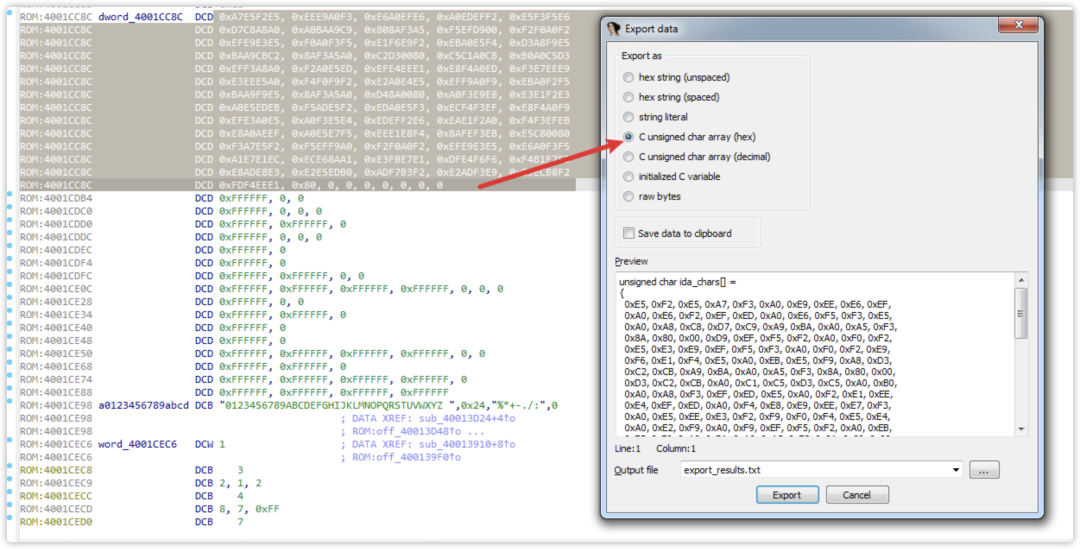 ROM:4001CC8C dword_4001CC8C DCD 0xA7E5F2E5, 0xEEE9A0F3, 0xE6A0EFE6, 0xA0EDEFF2, 0xE5F3F5E6
ROM:4001CC8C DCD 0xD7C8A8A0, 0xA0BAA9C9, 0x808AF3A5, 0xF5EFD900, 0xF2F0A0F2
ROM:4001CC8C DCD 0xEFE9E3E5, 0xF0A0F3F5, 0xE1F6E9F2, 0xEBA0E5F4, 0xD3A8F9E5
ROM:4001CC8C DCD 0xBAA9CBC2, 0x8AF3A5A0, 0xC2D30080, 0xC5C1A0CB, 0xB0A0C5D3
ROM:4001CC8C DCD 0xEFF3A8A0, 0xF2A0E5ED, 0xEFE4EEE1, 0xE8F4A0ED, 0xF3E7EEE9
ROM:4001CC8C DCD 0xE3EEE5A0, 0xF4F0F9F2, 0xE2A0E4E5, 0xEFF9A0F9, 0xEBA0F2F5
ROM:4001CC8C DCD 0xBAA9F9E5, 0x8AF3A5A0, 0xD48A0080, 0xA0F3E9E8, 0xE3E1F2E3
ROM:4001CC8C DCD 0xA0E5EDEB, 0xF5ADE5F2, 0xEDA0E5F3, 0xECF4F3EF, 0xE8F4A0F9
ROM:4001CC8C DCD 0xEFE3A0E5, 0xA0F3E5E4, 0xEDEFF2E6, 0xEAE1F2A0, 0xF4F3EFEB
ROM:4001CC8C DCD 0xE8A0AEEF, 0xA0E5E7F5, 0xEEE1E8F4, 0x8AFEF3EB, 0xE5C80080
ROM:4001CC8C DCD 0xF3A7E5F2, 0xE5EFF9A0, 0xF2F0A0F2, 0xEFE9E3E5, 0xE6A0F3F5
ROM:4001CC8C DCD 0xA1E7E1EC, 0xECE68AA1, 0xE3FBE7E1, 0xDFE4F6F6,
ROM:4001CC8C DCD 0xE8ADE8E3, 0xE2E5EDB0, 0xADF7B3F2, 0xE2ADF3E9,
ROM:4001CC8C DCD 0xFDF4EEE1, 0x80, 0, 0, 0, 0, 0, 0, 0
ROM:4001CDB4 DCD 0xFFFFFF, 0, 0
ROM:4001CDC0 DCD 0xFFFFFF, 0, 0, 0
ROM:4001CDD0 DCD 0xFFFFFF, 0xFFFFFF, 0
ROM:4001CDDC DCD 0xFFFFFF, 0, 0, 0
ROM:4001CDEC DCD 0xFFFFFF, 0
ROM:4001CDF4 DCD 0xFFFFFF, 0
ROM:4001CDFC DCD 0xFFFFFF, 0xFFFFFF, 0, 0
ROM:4001CE0C DCD 0xFFFFFF, 0xFFFFFF, 0xFFFFFF, 0xFFFFFF, 0, 0, 0
ROM:4001CE28 DCD 0xFFFFFF, 0, 0
ROM:4001CE34 DCD 0xFFFFFF, 0xFFFFFF, 0
ROM:4001CE40 DCD 0xFFFFFF, 0
ROM:4001CE48 DCD 0xFFFFFF, 0
ROM:4001CE50 DCD 0xFFFFFF, 0xFFFFFF, 0xFFFFFF, 0xFFFFFF, 0, 0
ROM:4001CE68 DCD 0xFFFFFF, 0xFFFFFF, 0
ROM:4001CE74 DCD 0xFFFFFF, 0xFFFFFF, 0xFFFFFF, 0xFFFFFF, 0
ROM:4001CE88 DCD 0xFFFFFF, 0xFFFFFF, 0xFFFFFF, 0xFFFFFF
ROM:4001CE98 a0123456789abcd DCB "0123456789ABCDEFGHIJKLMNOPQRSTUVWXYZ ",0x24,"%*+-./:",0
ROM:4001CE98 ; DATA XREF: sub_40013D24+4↑o
ROM:4001CE98 ; ROM:off_40013D48↑o ...
ROM:4001CEC6 word_4001CEC6 DCW 1 ; DATA XREF: sub_40013910+8↑o
ROM:4001CEC6 ; ROM:off_400139F0↑o
ROM:4001CEC8 DCB 3
ROM:4001CEC9 DCB 2, 1, 2
ROM:4001CECC DCB 4
ROM:4001CECD DCB 8, 7, 0xFF
ROM:4001CED0 DCB 7
Export data
Export as
hex string (unspaced)
hex string (spaced)
string literal
C unsigned char array (hex)
C unsigned char array (decimal)
initialized C variable
raw bytes
Save data to clipboard
Preview
unsigned char ida_chars[] =
{
0xE5, 0xF2, 0xE5, 0xA7, 0xF3, 0xA0, 0xE9, 0xEE, 0xE6, 0xEF,
0xA0, 0xE6, 0xF2, 0xEF, 0xED, 0xA0, 0xE6, 0xF5, 0xF3, 0xE5,
0xA0, 0xA8, 0xC8, 0xD7, 0xC9, 0xA9, 0xBA, 0xA0, 0xA5, 0xF3,
0x8A, 0x80, 0x00, 0xD9, 0xEF, 0xF5, 0xF2, 0xA0, 0xF0, 0xF2,
0xE5, 0xE3, 0xE9, 0xEF, 0xF5, 0xF3, 0xA0, 0xF0, 0xF2, 0xE9,
0xF6, 0xE1, 0xF4, 0xE5, 0xA0, 0xEB, 0xE5, 0xF9, 0xA8, 0xD3,
0xC2, 0xCB, 0xA9, 0xBA, 0xA0, 0xA5, 0xF3, 0x8A, 0x80, 0x00,
0xD3, 0xC2, 0xCB, 0xA0, 0xC1, 0xC5, 0xD3, 0xC5, 0xA0, 0xB0,
0xA0, 0xA8, 0xF3, 0xEF, 0xED, 0xE5, 0xA0, 0xF2, 0xE1, 0xEE,
0xE4, 0xEF, 0xED, 0xA0, 0xF4, 0xE8, 0xE9, 0xEE, 0xE7, 0xF3,
0xA0, 0xE5, 0xEE, 0xE3, 0xF2, 0xF9, 0xF0, 0xF4, 0xE5, 0xE4,
0xA0, 0xE2, 0xF9, 0xA0, 0xF9, 0xEF, 0xF5, 0xF2, 0xA0, 0xEB,
Line:1 Column:1
Output file export_results.txt
...
Export Cancel